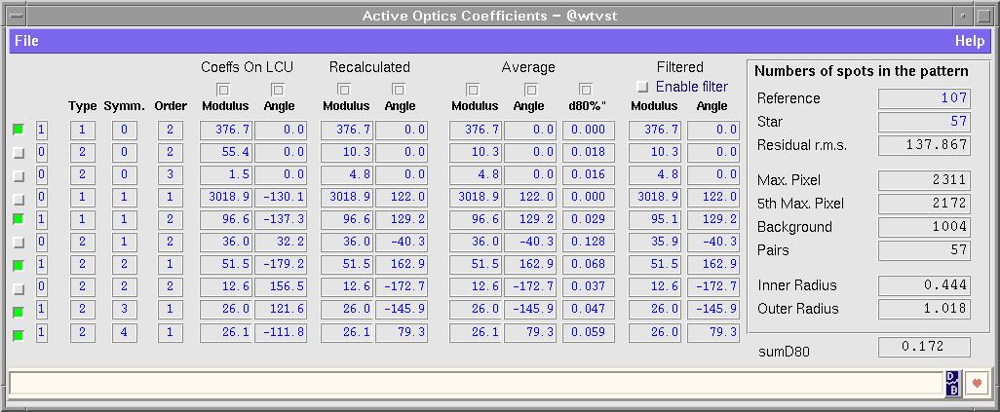 Active Optics Coefficients - @wtvst
File Help
Coeffs On LCU Recalculated Average Filtered
Enable filter
Type Symm. Order Modulus Angle Modulus Angle Modulus Angle d80%" Modulus Angle
1 1 0 2 376.7 0.0 376.7 0.0 376.7 0.0 0.000 376.7 0.0
0 2 0 2 55.4 0.0 10.3 0.0 10.3 0.0 0.018 10.3 0.0
0 2 0 3 1.5 0.0 4.8 0.0 4.8 0.0 0.016 4.8 0.0
0 1 1 1 3018.9 -130.1 3018.9 122.0 3018.9 122.0 0.000 3018.9 122.0
1 1 1 2 96.6 -137.3 96.6 129.2 96.6 129.2 0.029 95.1 129.2
0 2 1 2 36.0 32.2 36.0 -40.3 36.0 -40.3 0.128 35.9 -40.3
1 2 2 1 51.5 -179.2 51.5 162.9 51.5 162.9 0.068 51.5 162.9
0 2 2 2 12.6 156.5 12.6 -172.7 12.6 -172.7 0.037 12.6 -172.7
1 2 3 1 26.0 121.6 26.0 -145.9 26.0 -145.9 0.047 26.0 -145.9
1 2 4 1 26.1 -111.8 26.1 79.3 26.1 79.3 0.059 26.0 79.3
Numbers of spots in the pattern
Reference 107
Star 57
Residual r.m.s. 137.867
Max. Pixel 2311
5th Max. Pixel 2172
Background 1004
Pairs 57
Inner Radius 0.444
Outer Radius 1.018
sumD80 0.172
D
B